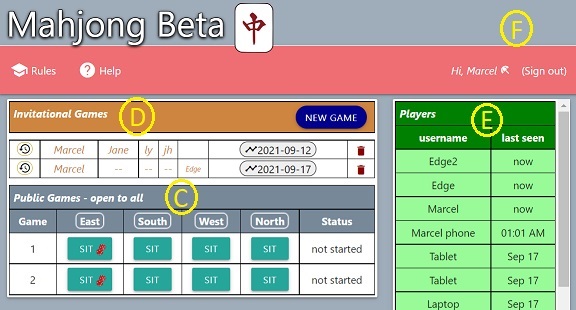 Mahjong Beta 中
F
Rules Help Hi, Marcel (Sign out)
Invitational Games D NEW GAME
Marcel Jane ly jh 2021-09-12
Marcel -- -- -- Edge 2021-09-17
Public Games - open to all C
Game East South West North Status
1 SIT SIT SIT SIT not started
2 SIT SIT SIT SIT not started
Players E
username last seen
Edge2 now
Edge now
Marcel now
Marcel phone 01:01 AM
Tablet Sep 17
Tablet Sep 17
Laptop Sep 17